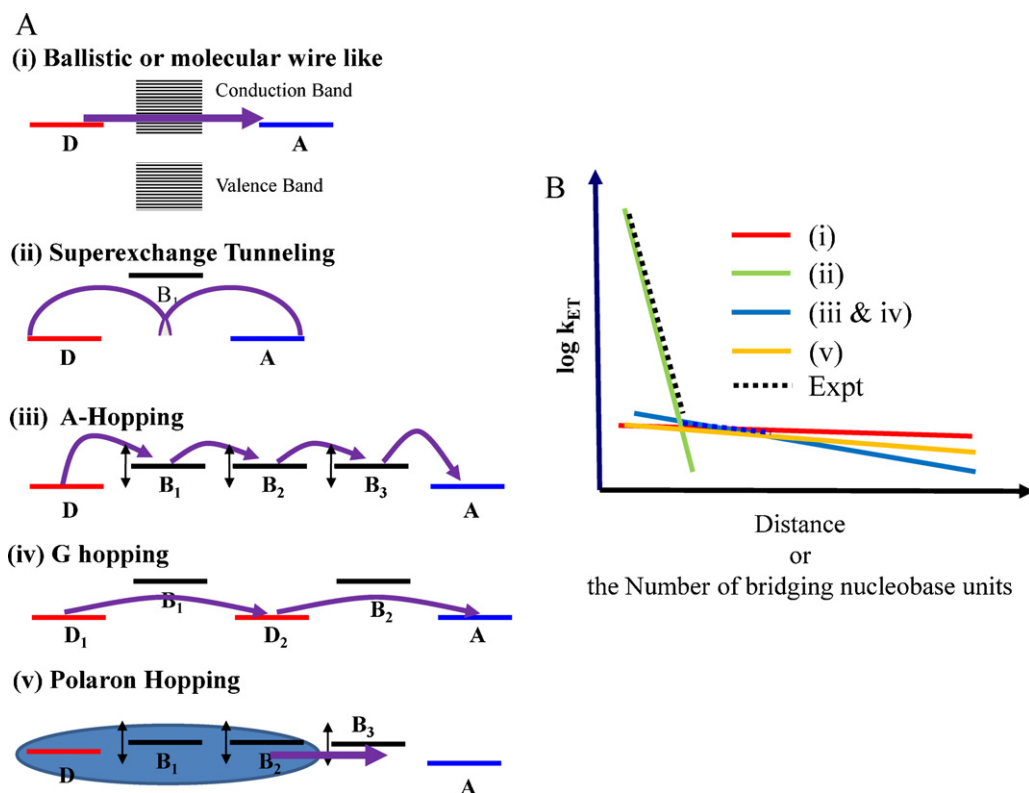 A
(i) Ballistic or molecular wire like
Conduction Band
D
A
Valence Band
(ii) Superexchange Tunneling
B₁
D
A
(iii) A-Hopping
B₁
B₂
B₃
D
A
(iv) G hopping
B₁
B₂
D₁
D₂
A
(v) Polaron Hopping
B₃
B₁
B₂
D
A
B
log k_ET
(i)
(ii)
(iii & iv)
(v)
Expt
Distance
or
the Number of bridging nucleobase units